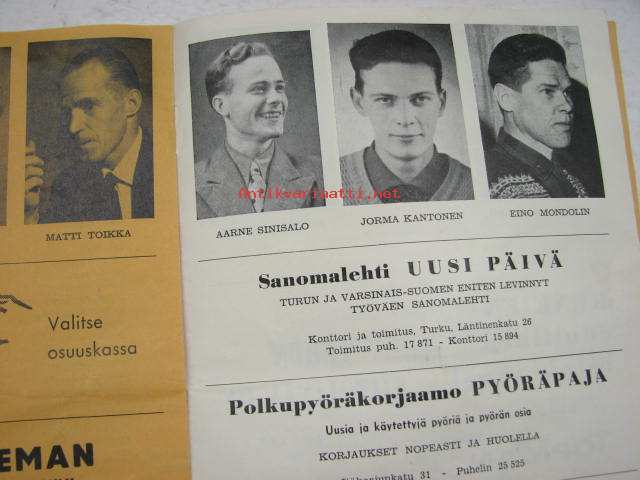 MATTI TOIKKA
Valitse
osuuskassa
EMAN
AARNE SINISALO
JORMA KANTONEN
EINO MONDOLIN
Antikvariaatti.net
Sanomalehti UUSI PÄIVÄ
TURUN JA VARSINAIS-SUOMEN ENITEN LEVINNYT
TYÖVÄEN SANOMALEHTI
Konttori ja toimitus, Turku, Läntinenkatu 26
Toimitus puh. 17 871 - Konttori 15 894
Polkupyöräkorjaamo PYÖRÄPAJA
Uusia ja käytettyjä pyöriä ja pyörän osia
KORJAUKSET NOPEASTI JA HUOLELLA
31 - Puhelin 25 525